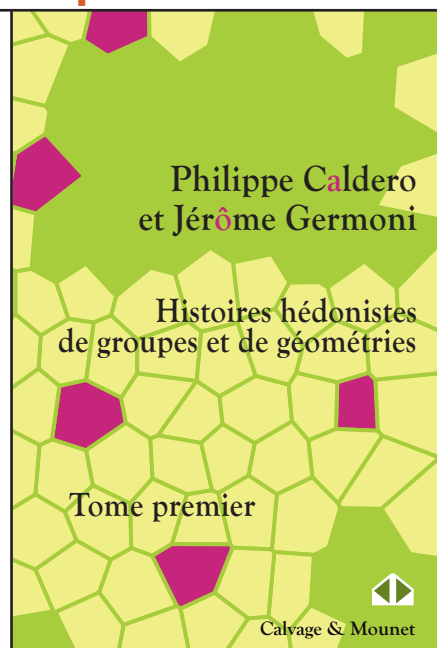 Philippe Caldero
et Jérôme Germoni
Histoires hédonistes
de groupes et de géométries
Tome premier
Calvage & Mounet